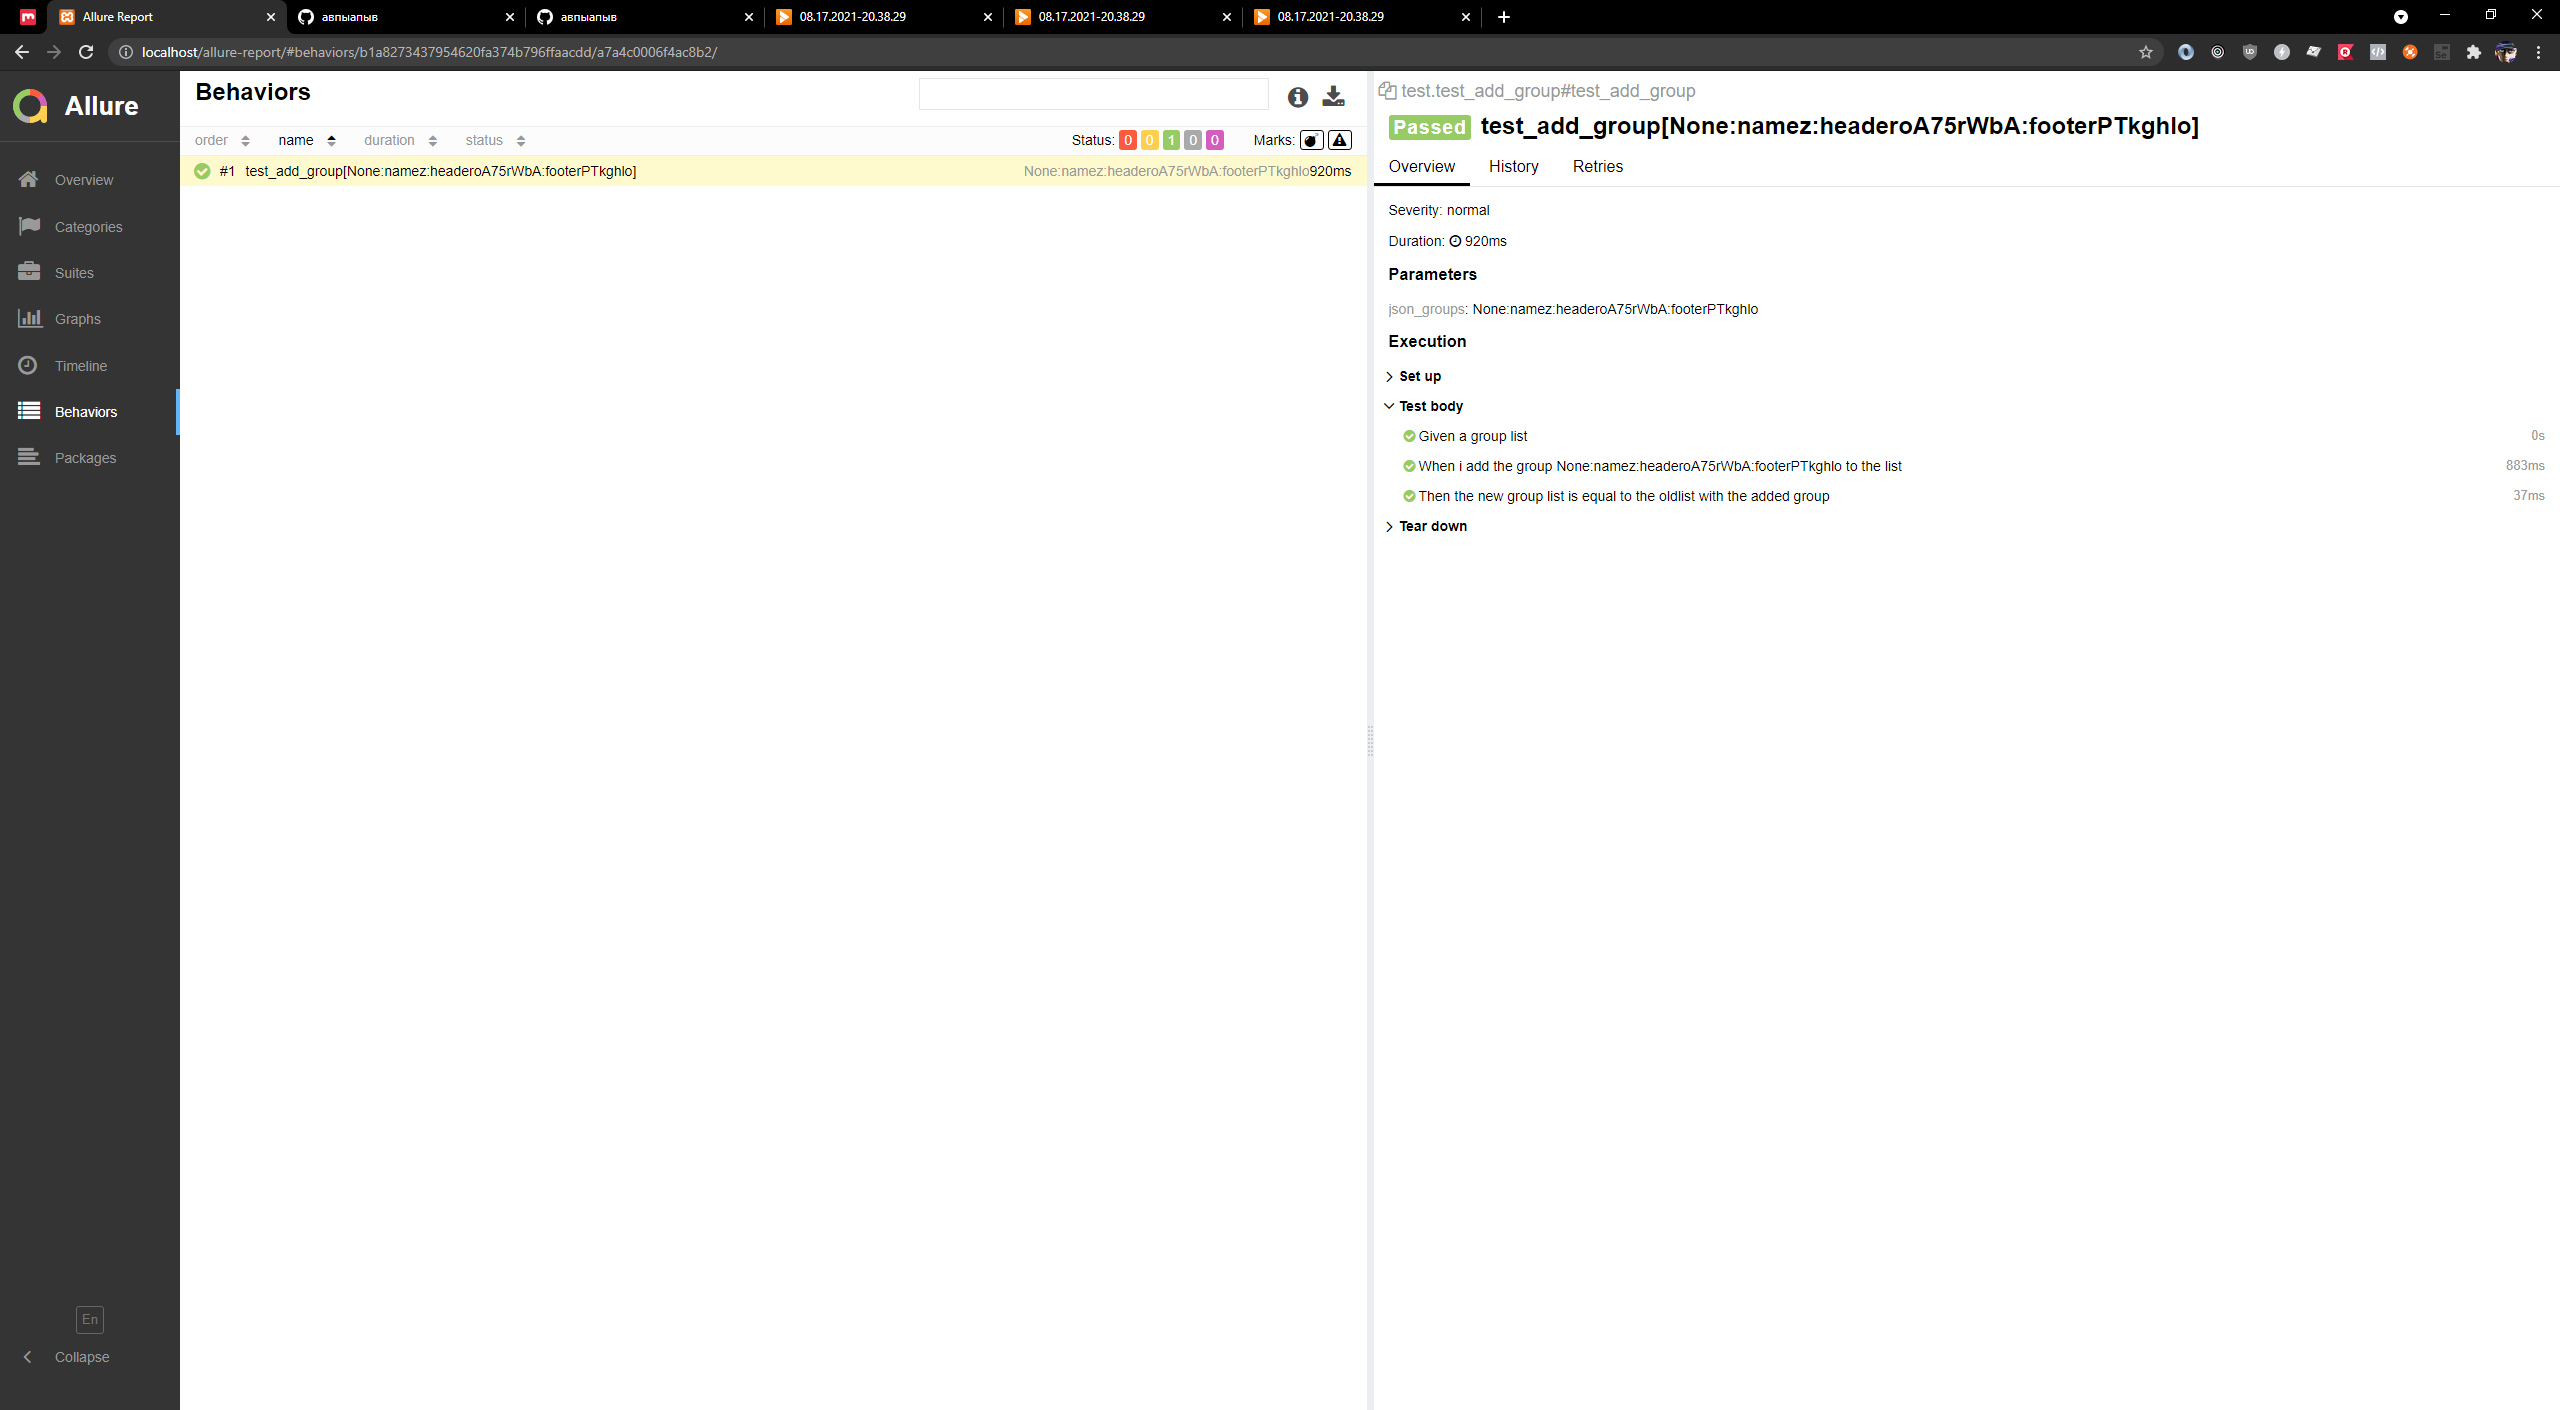 Allure Report
авпыапыв
авпыапыв
08.17.2021-20.38.29
08.17.2021-20.38.29
08.17.2021-20.38.29
localhost/allure-report/#behaviors/b1a8273437954620fa374b796ffaacdd/a7a4c0006f4ac8b2/
Allure
Overview
Categories
Suites
Graphs
Timeline
Behaviors
Packages
En
Collapse
Behaviors
order name duration status Status: 0 0 1 0 0 Marks:
#1 test_add_group[None:namez:headeroA75rWbA:footerPTkghlo] None:namez:headeroA75rWbA:footerPTkghlo920ms
test.test_add_group#test_add_group
Passed test_add_group[None:namez:headeroA75rWbA:footerPTkghlo]
Overview History Retries
Severity: normal
Duration: 920ms
Parameters
json_groups: None:namez:headeroA75rWbA:footerPTkghlo
Execution
Set up
Test body
Given a group list 0s
When i add the group None:namez:headeroA75rWbA:footerPTkghlo to the list 883ms
Then the new group list is equal to the oldlist with the added group 37ms
Tear down